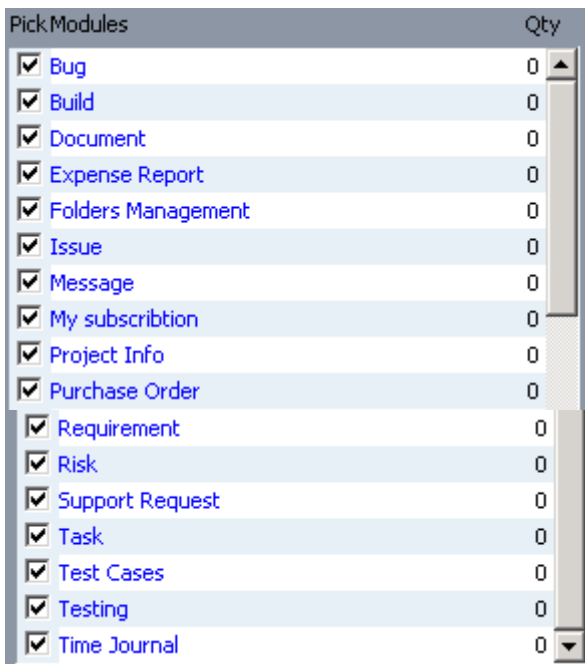 Pick Modules Qty
Bug 0
Build 0
Document 0
Expense Report 0
Folders Management 0
Issue 0
Message 0
My subscribtion 0
Project Info 0
Purchase Order 0
Requirement 0
Risk 0
Support Request 0
Task 0
Test Cases 0
Testing 0
Time Journal 0